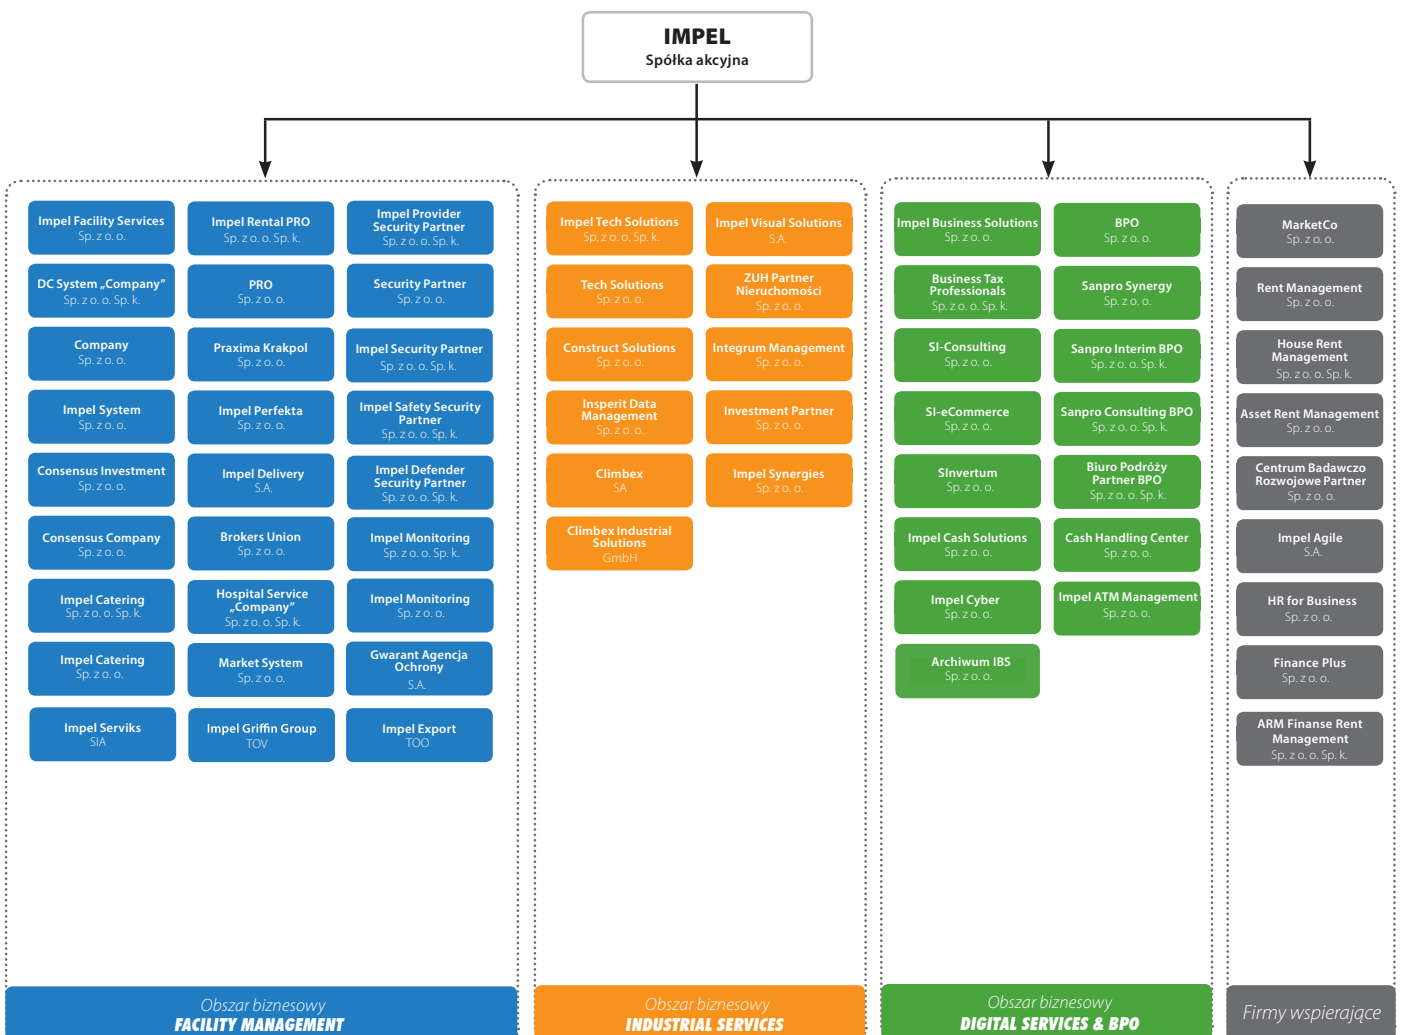 IMPEL
Spółka akcyjna
Impel Facility Services
Sp. z o. o.
DC System „Company”
Sp. z o. o. Sp. k.
Company
Sp. z o. o.
Impel System
Sp. z o. o.
Consensus Investment
Sp. z o. o.
Consensus Company
Sp. z o. o.
Impel Catering
Sp. z o. o. Sp. k.
Impel Catering
Sp. z o. o.
Impel Serviks
SIA
Impel Rental PRO
Sp. z o. o. Sp. k.
PRO
Sp. z o. o.
Praxima Krakpol
Sp. z o. o.
Impel Perfekta
Sp. z o. o.
Impel Delivery
S.A.
Brokers Union
Sp. z o. o.
Hospital Service
„Company”
Sp. z o. o. Sp. k.
Market System
Sp. z o. o.
Impel Griffin Group
TOV
Impel Provider
Security Partner
Sp. z o. o. Sp. k.
Security Partner
Sp. z o. o.
Impel Security Partner
Sp. z o. o. Sp. k.
Impel Safety Security
Partner
Sp. z o. o. Sp. k.
Impel Defender
Security Partner
Sp. z o. o. Sp. k.
Impel Monitoring
Sp. z o. o. Sp. k.
Impel Monitoring
Sp. z o. o.
Gwarant Agencja
Ochrony
S.A.
Impel Export
TOO
Obszar biznesowy
FACILITY MANAGEMENT
Impel Tech Solutions
Sp. z o. o. Sp. k.
Tech Solutions
Sp. z o. o.
Construct Solutions
Sp. z o. o.
Insperit Data
Management
Sp. z o. o.
Climbex
SA
Climbex Industrial
Solutions
GmbH
Impel Visual Solutions
S.A.
ZUH Partner
Nieruchomości
Sp. z o. o.
Integrum Management
Sp. z o. o.
Investment Partner
Sp. z o. o.
Impel Synergies
Sp. z o. o.
Obszar biznesowy
INDUSTRIAL SERVICES
Impel Business Solutions
Sp. z o. o.
Business Tax
Professionals
Sp. z o. o. Sp. k.
SI-Consulting
Sp. z o. o.
SI-eCommerce
Sp. z o. o.
SInvertum
Sp. z o. o.
Impel Cash Solutions
Sp. z o. o.
Impel Cyber
Sp. z o. o.
Archiwum IBS
Sp. z o. o.
BPO
Sp. z o. o.
Sanpro Synergy
Sp. z o. o.
Sanpro Interim BPO
Sp. z o. o. Sp. k.
Sanpro Consulting BPO
Sp. z o. o. Sp. k.
Biuro Podróży
Partner BPO
Sp. z o. o. Sp. k.
Cash Handling Center
Sp. z o. o.
Impel ATM Management
Sp. z o. o.
Obszar biznesowy
DIGITAL SERVICES & BPO
MarketCo
Sp. z o. o.
Rent Management
Sp. z o. o.
House Rent
Management
Sp. z o. o. Sp. k.
Asset Rent Management
Sp. z o. o.
Centrum Badawczo
Rozwojowe Partner
Sp. z o. o.
Impel Agile
S.A.
HR for Business
Sp. z o. o.
Finance Plus
Sp. z o. o.
ARM Finanse Rent
Management
Sp. z o. o. Sp. k.
Firmy wspierające